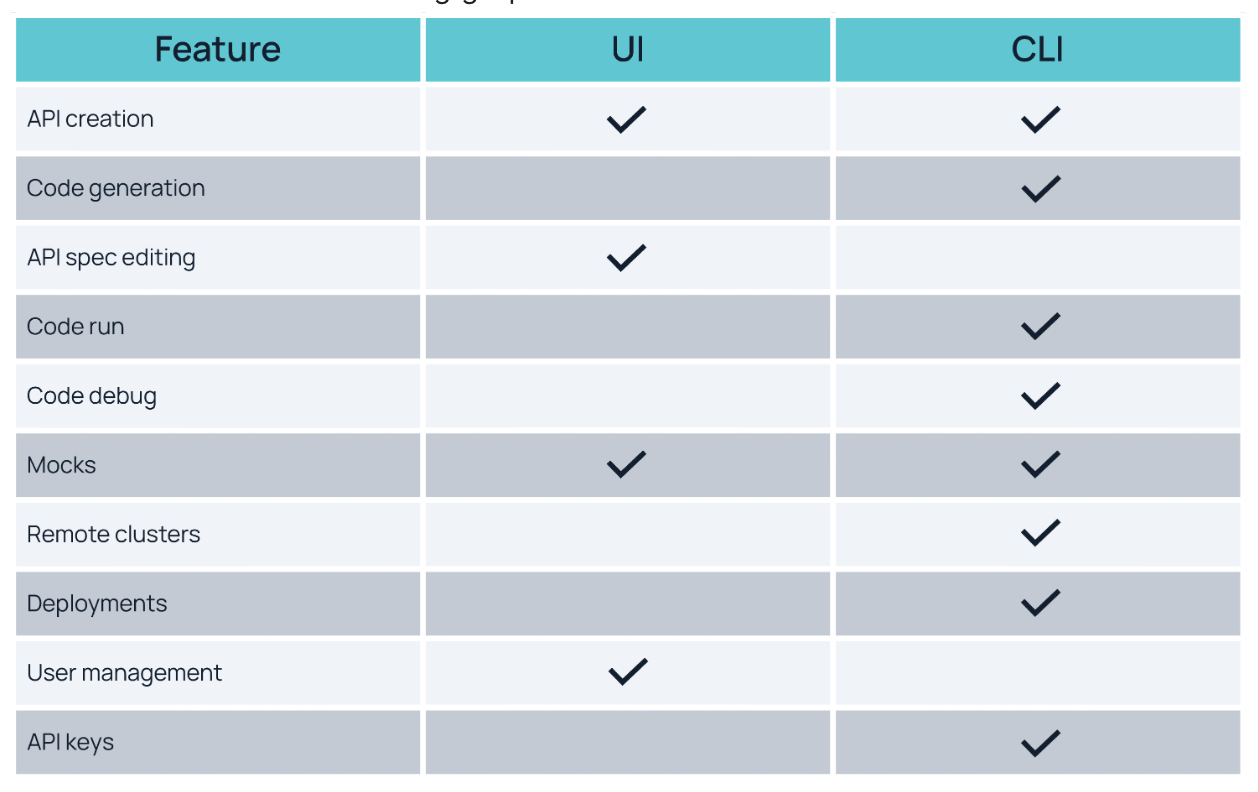 Feature UI CLI
API creation ✓ ✓
Code generation ✓
API spec editing ✓
Code run ✓
Code debug ✓
Mocks ✓ ✓
Remote clusters ✓
Deployments ✓
User management ✓
API keys ✓